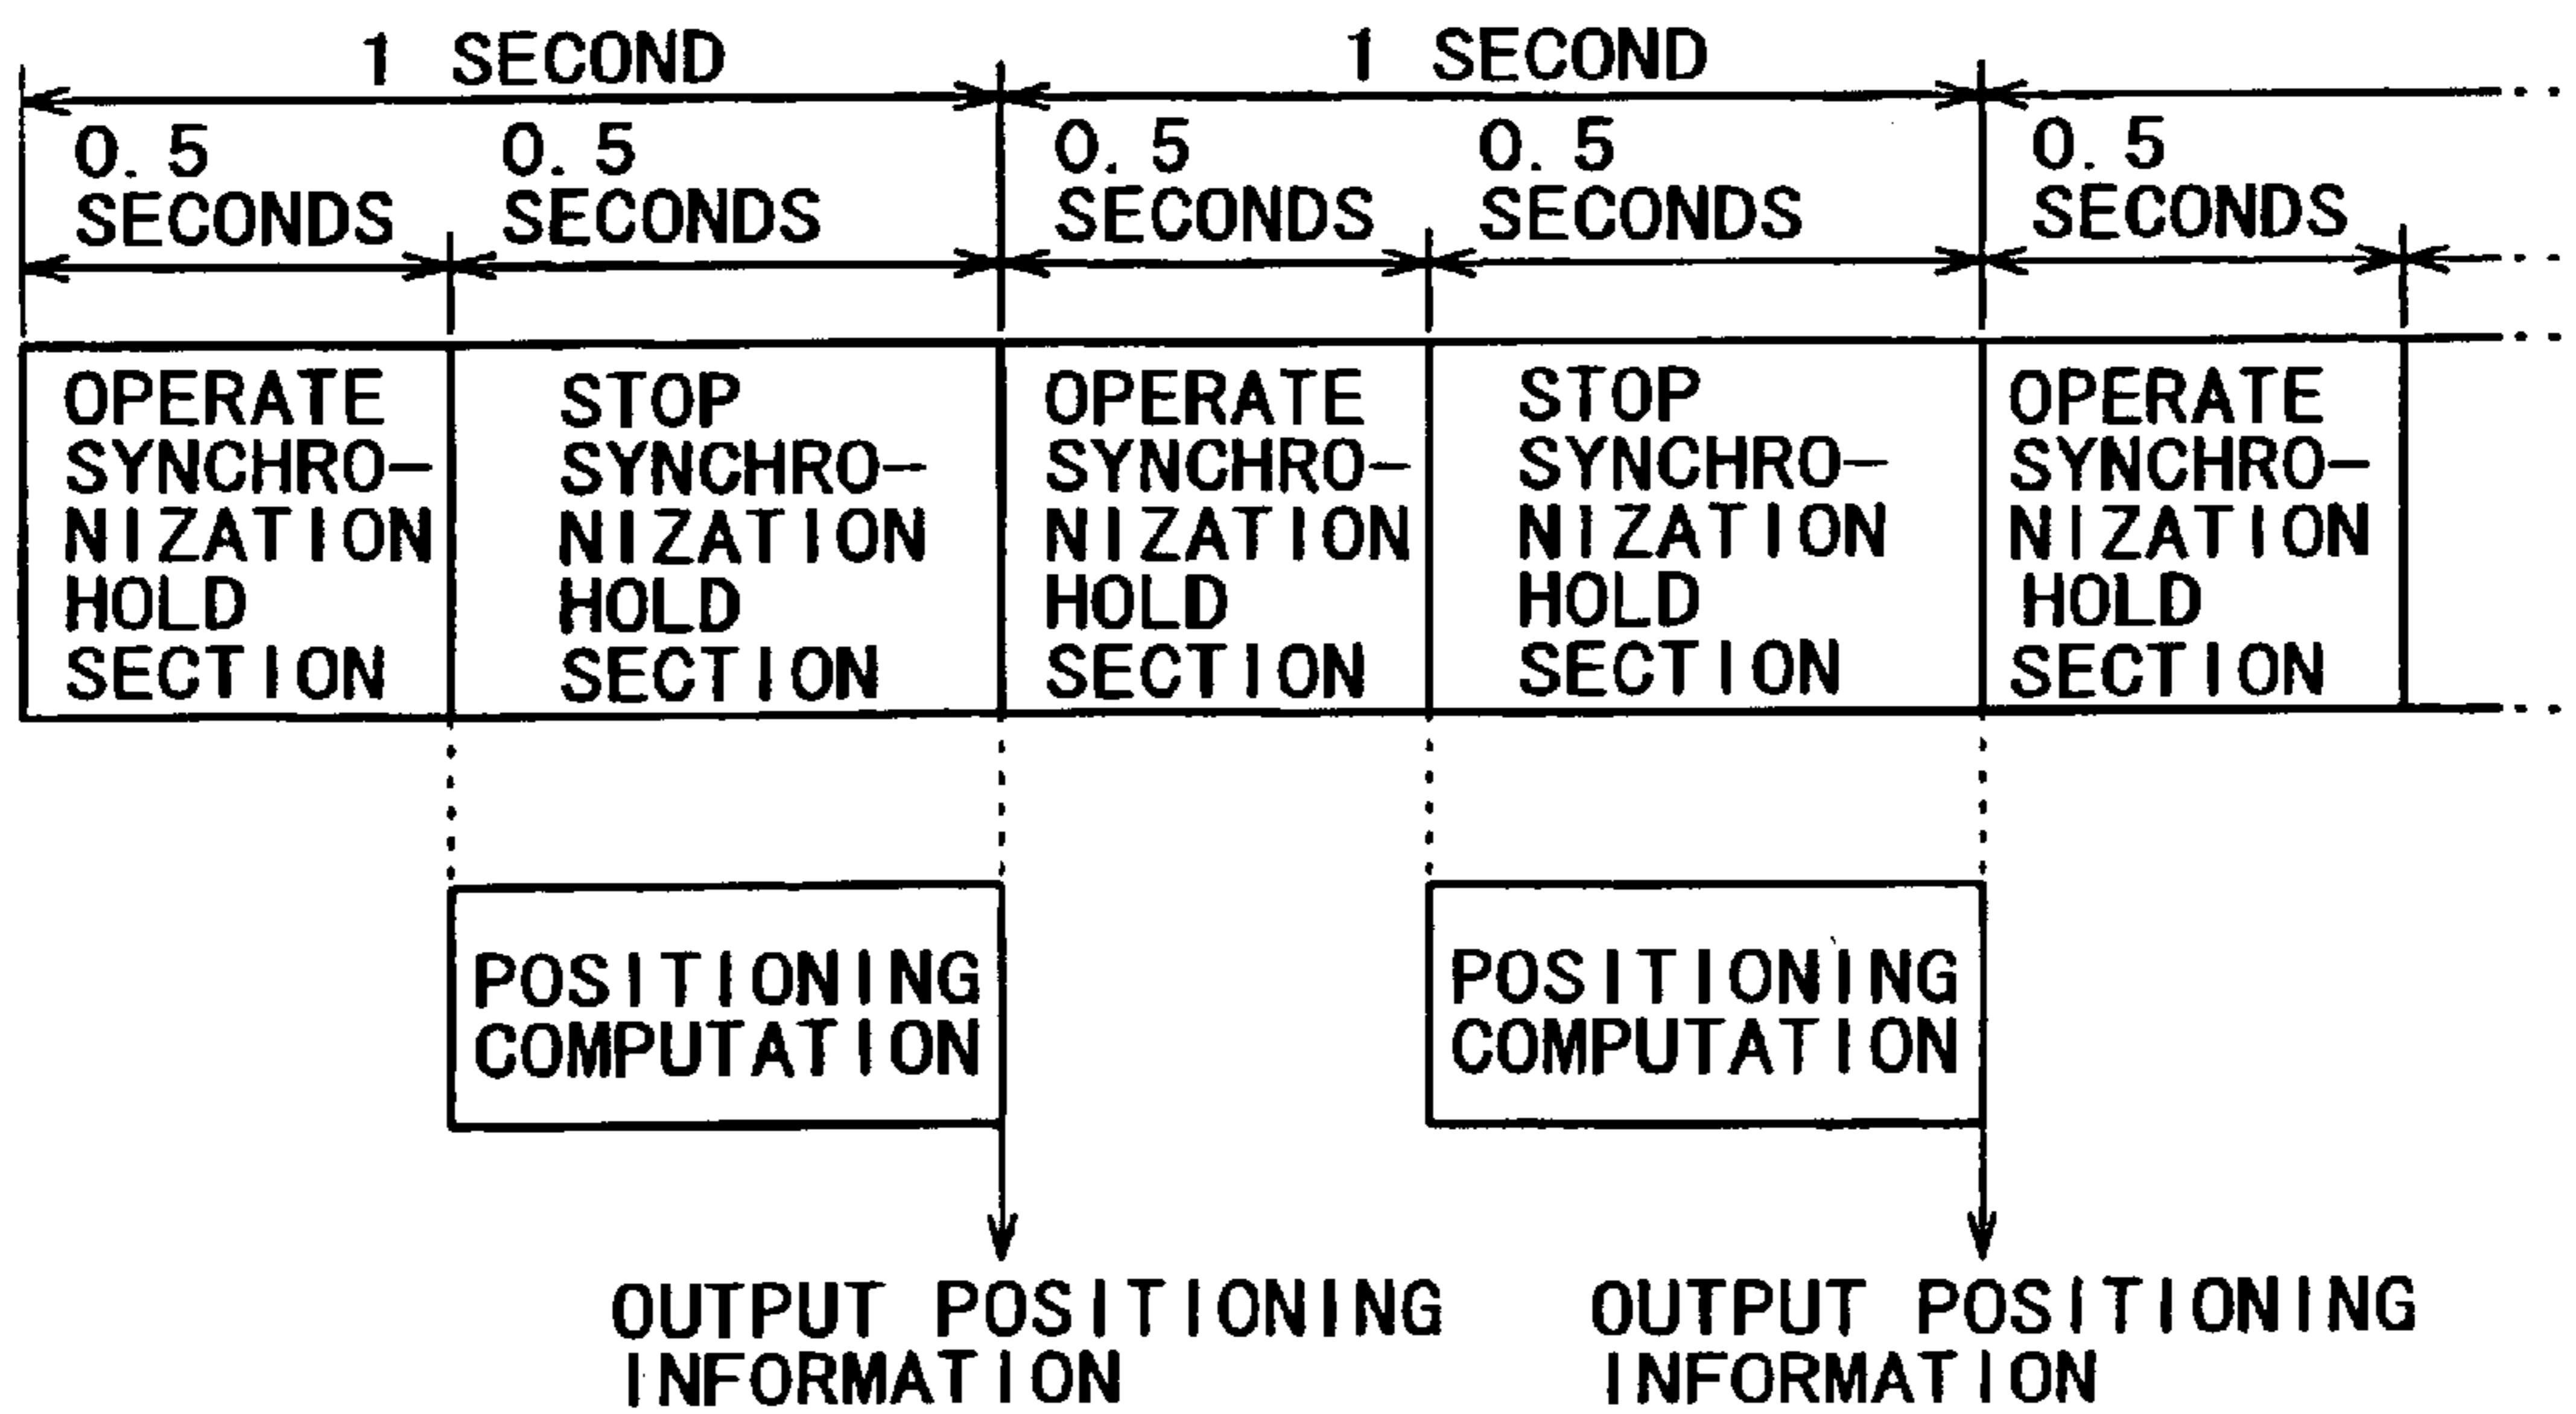 1 SECOND
1 SECOND
0.5
SECONDS
0.5
SECONDS
0.5
SECONDS
0.5
SECONDS
0.5
SECONDS
OPERATE
SYNCHRO-
NIZATION
HOLD
SECTION
STOP
SYNCHRO-
NIZATION
HOLD
SECTION
OPERATE
SYNCHRO-
NIZATION
HOLD
SECTION
STOP
SYNCHRO-
NIZATION
HOLD
SECTION
OPERATE
SYNCHRO-
NIZATION
HOLD
SECTION
POSITIONING
COMPUTATION
POSITIONING
COMPUTATION
OUTPUT POSITIONING
INFORMATION
OUTPUT POSITIONING
INFORMATION